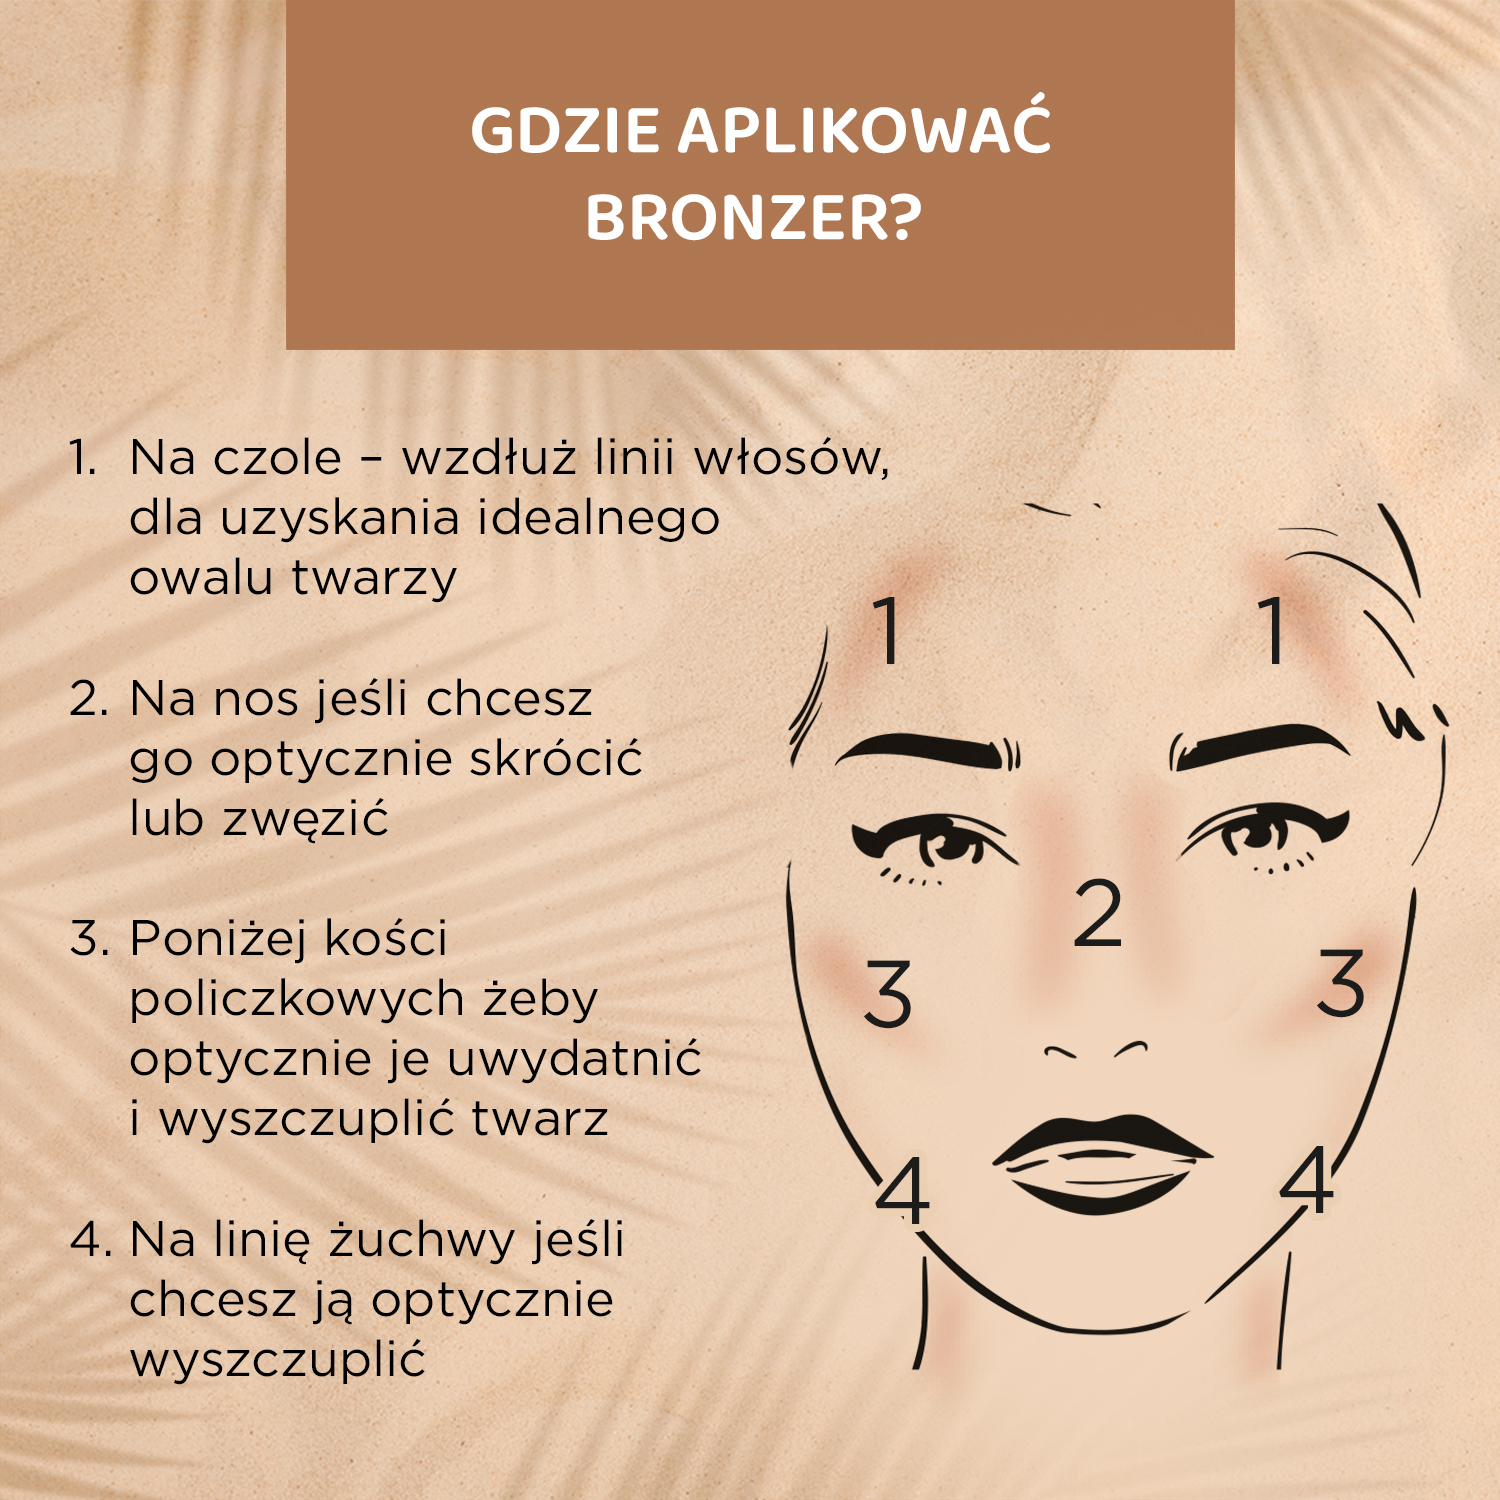 GDZIE APLIKOWAĆ
BRONZER?
1. Na czole – wzdłuż linii włosów,
dla uzyskania idealnego
owalu twarzy
2. Na nos jeśli chcesz
go optycznie skrócić
lub zwęzić
3. Poniżej kości
policzkowych żeby
optycznie je uwydatnić
i wyszczuplić twarz
4. Na linię żuchwy jeśli
chcesz ją optycznie
wyszczuplić
1 1
2
3 3
4 4